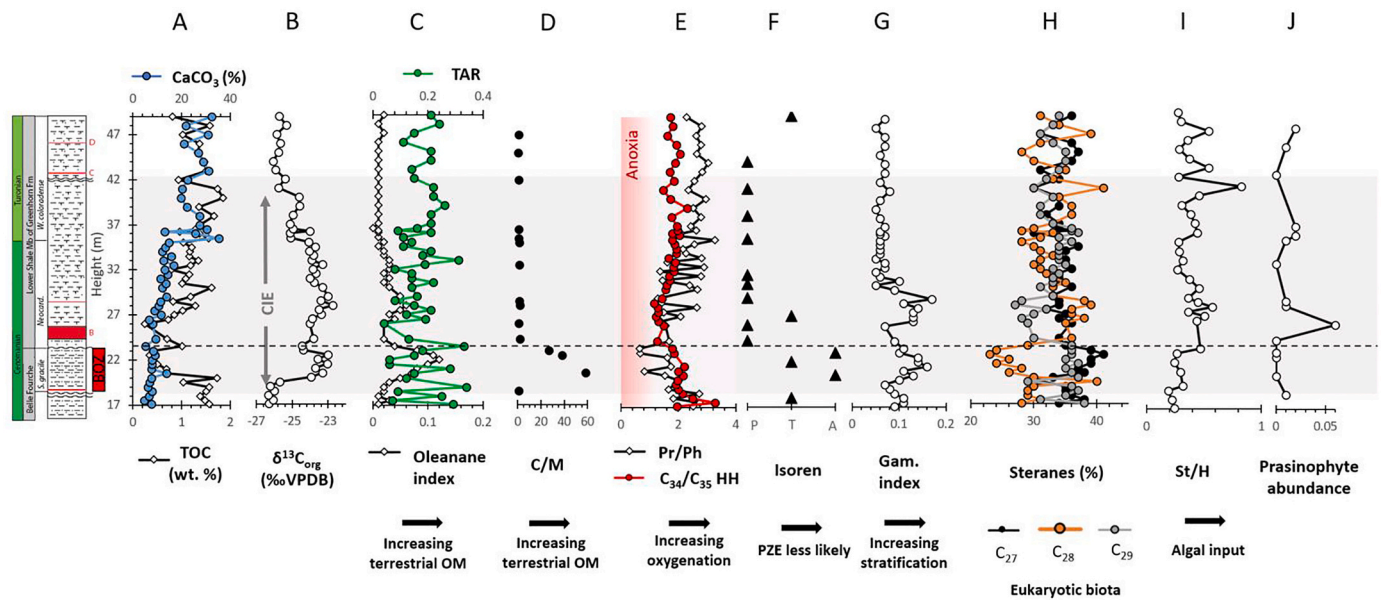 A B C D E F G H I J
CaCO3 (%)
TAR
0 20 40
0 0.2 0.4
Turonian
Cenomanian
Lower Shale Mb of Greenhorn Fm
Belle Fourche
W. coloradense
Neocard.
S. gracile
D
C
B
BOZ
Height (m)
47
42
37
32
27
22
17
CIE
Anoxia
0 1 2
-27 -25 -23
0 0.1 0.2
0 20 40 60
0 2 4
P T A
0 0.1 0.2
20 30 40
0 1
0 0.05
TOC
(wt. %)
δ13Corg
(‰VPDB)
Oleanane
index
C/M
Pr/Ph
C34/C35 HH
Isoren
Gam.
index
Steranes (%)
St/H
Prasinophyte
abundance
Increasing
terrestrial OM
Increasing
terrestrial OM
Increasing
oxygenation
PZE less likely
Increasing
stratification
C27 C28 C29
Eukaryotic biota
Algal input